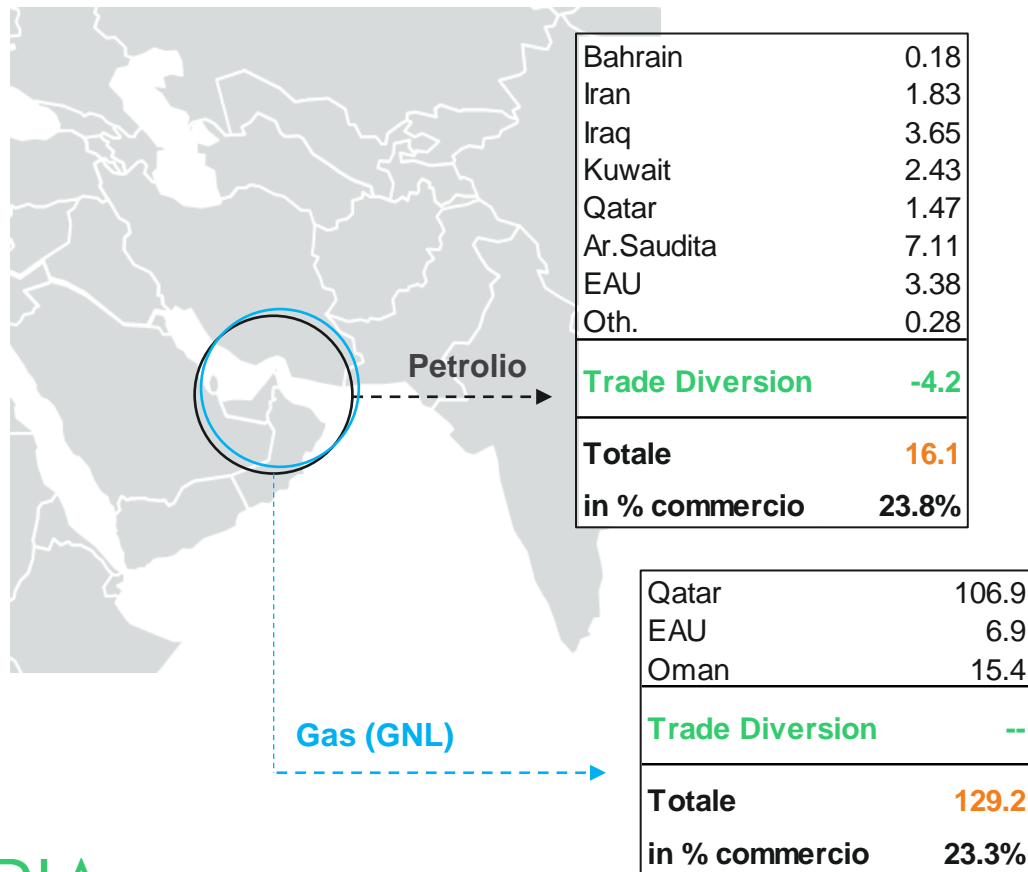 Bahrain 0.18
Iran 1.83
Iraq 3.65
Kuwait 2.43
Qatar 1.47
Ar.Saudita 7.11
EAU 3.38
Oth. 0.28
Petrolio
Trade Diversion -4.2
Totale 16.1
in % commercio 23.8%
Qatar 106.9
EAU 6.9
Oman 15.4
Gas (GNL)
Trade Diversion --
Totale 129.2
in % commercio 23.3%